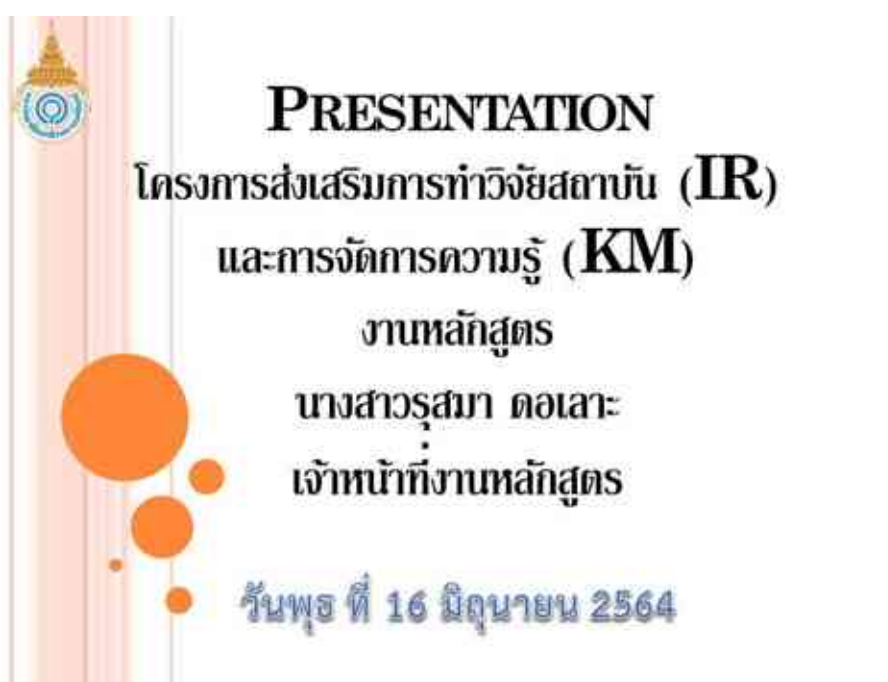 PRESENTATION
โครงการส่งเสริมการทำวิจัยสถาบัน (IR)
และการจัดการความรู้ (KM)
งานหลักสูตร
นางสาวรุสมา ดอเลาะ
เจ้าหน้าที่งานหลักสูตร
วันพุธ ที่ 16 มิถุนายน 2564